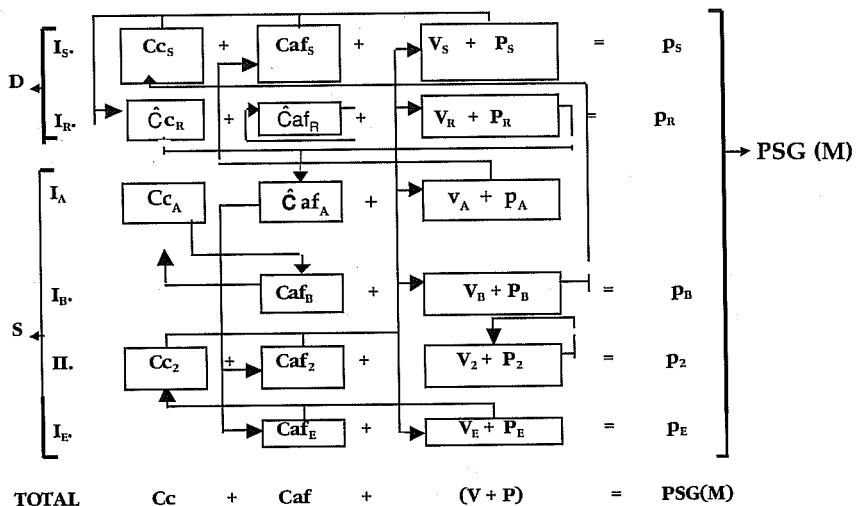 I_S. Cc_S + Caf_S + V_S + P_S = p_S
D
I_R. Ĉc_R + Ĉaf_R + V_R + P_R = p_R
PSG (M)
I_A Cc_A Ĉaf_A + v_A + p_A
I_B. Caf_B + V_B + P_B = p_B
S
II. Cc_2 + Caf_2 + V_2 + P_2 = p_2
I_E. Caf_E + V_E + P_E = p_E
TOTAL Cc + Caf + (V + P) = PSG(M)